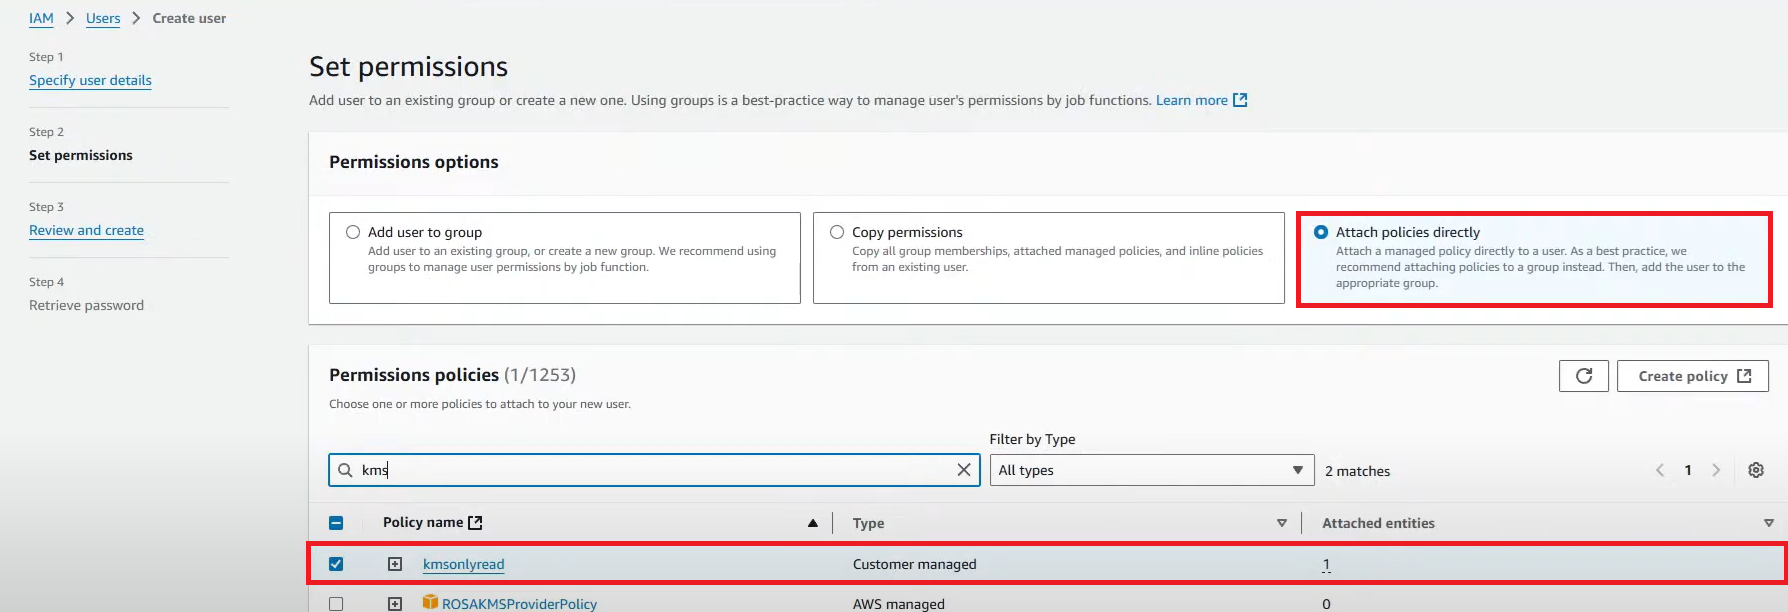 IAM > Users > Create user
Step 1
Specify user details
Step 2
Set permissions
Step 3
Review and create
Step 4
Retrieve password
Set permissions
Add user to an existing group or create a new one. Using groups is a best-practice way to manage user's permissions by job functions. Learn more
Permissions options
Add user to group
Add user to an existing group, or create a new group. We recommend using
groups to manage user permissions by job function.
Copy permissions
Copy all group memberships, attached managed policies, and inline policies
from an existing user.
Attach policies directly
Attach a managed policy directly to a user. As a best practice, we
recommend attaching policies to a group instead. Then, add the user to the
appropriate group.
Permissions policies (1/1253)
Create policy
Choose one or more policies to attach to your new user.
Filter by Type
kms
All types
2 matches
1
Policy name
Type
Attached entities
kmsonlyread
Customer managed
1
ROSAKMSProviderPolicy
AWS managed
0